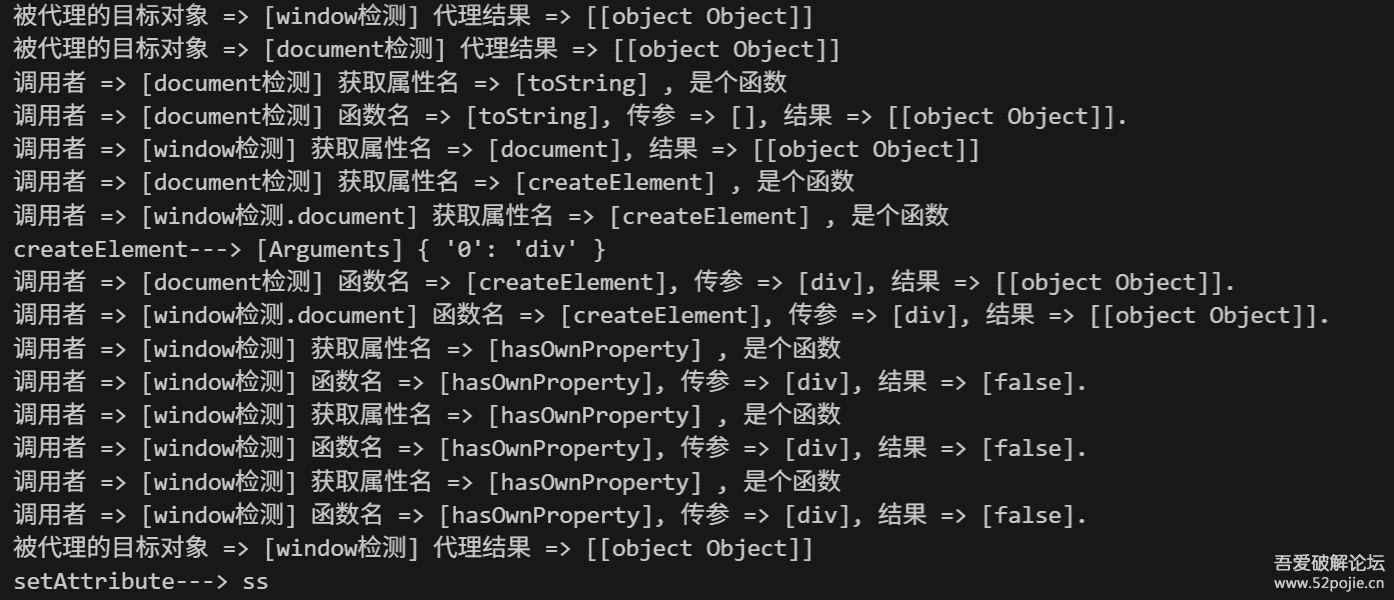 被代理的目标对象 => [window检测] 代理结果 => [[object Object]]
被代理的目标对象 => [document检测] 代理结果 => [[object Object]]
调用者 => [document检测] 获取属性名 => [toString] , 是个函数
调用者 => [document检测] 函数名 => [toString], 传参 => [], 结果 => [[object Object]].
调用者 => [window检测] 获取属性名 => [document], 结果 => [[object Object]]
调用者 => [document检测] 获取属性名 => [createElement] , 是个函数
调用者 => [window检测.document] 获取属性名 => [createElement] , 是个函数
createElement---> [Arguments] { '0': 'div' }
调用者 => [document检测] 函数名 => [createElement], 传参 => [div], 结果 => [[object Object]].
调用者 => [window检测.document] 函数名 => [createElement], 传参 => [div], 结果 => [[object Object]].
调用者 => [window检测] 获取属性名 => [hasOwnProperty] , 是个函数
调用者 => [window检测] 函数名 => [hasOwnProperty], 传参 => [div], 结果 => [false].
调用者 => [window检测] 获取属性名 => [hasOwnProperty] , 是个函数
调用者 => [window检测] 函数名 => [hasOwnProperty], 传参 => [div], 结果 => [false].
调用者 => [window检测] 获取属性名 => [hasOwnProperty] , 是个函数
调用者 => [window检测] 函数名 => [hasOwnProperty], 传参 => [div], 结果 => [false].
被代理的目标对象 => [window检测] 代理结果 => [[object Object]]
setAttribute---> ss
吾爱破解论坛
www.52pojie.cn